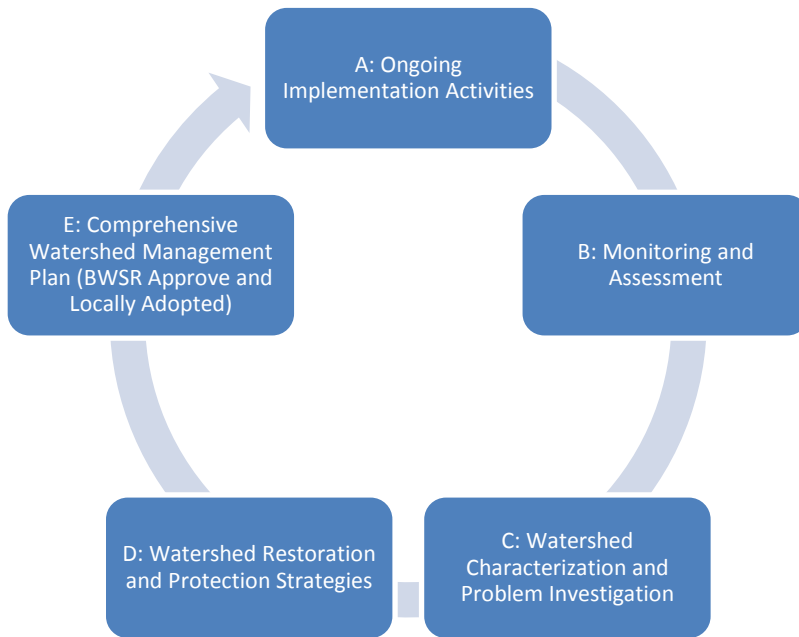 A: Ongoing
Implementation Activities
B: Monitoring and
Assessment
C: Watershed
Characterization and
Problem Investigation
D: Watershed Restoration
and Protection Strategies
E: Comprehensive
Watershed Management
Plan (BWSR Approve and
Locally Adopted)